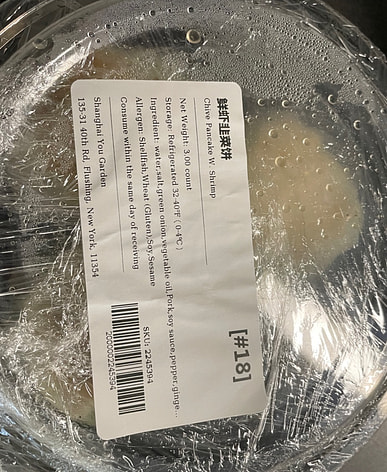 鲜虾韭菜饼
Chive Pancake W. Shrimp
Net Weight: 3.00 count
Storage: Refrigerated 32-40°F (0-4°C)
Ingredient: water,salt,green onion,vegetable oil,Pork,soy sauce,pepper,ginge...
Allergen: Shellfish,Wheat (Gluten),Soy,Sesame
Consume within the same day of receiving
Shanghai You Garden
135-31 40th Rd, Flushing, New York, 11354
[#18]
SKU: 2245394
2000202245394